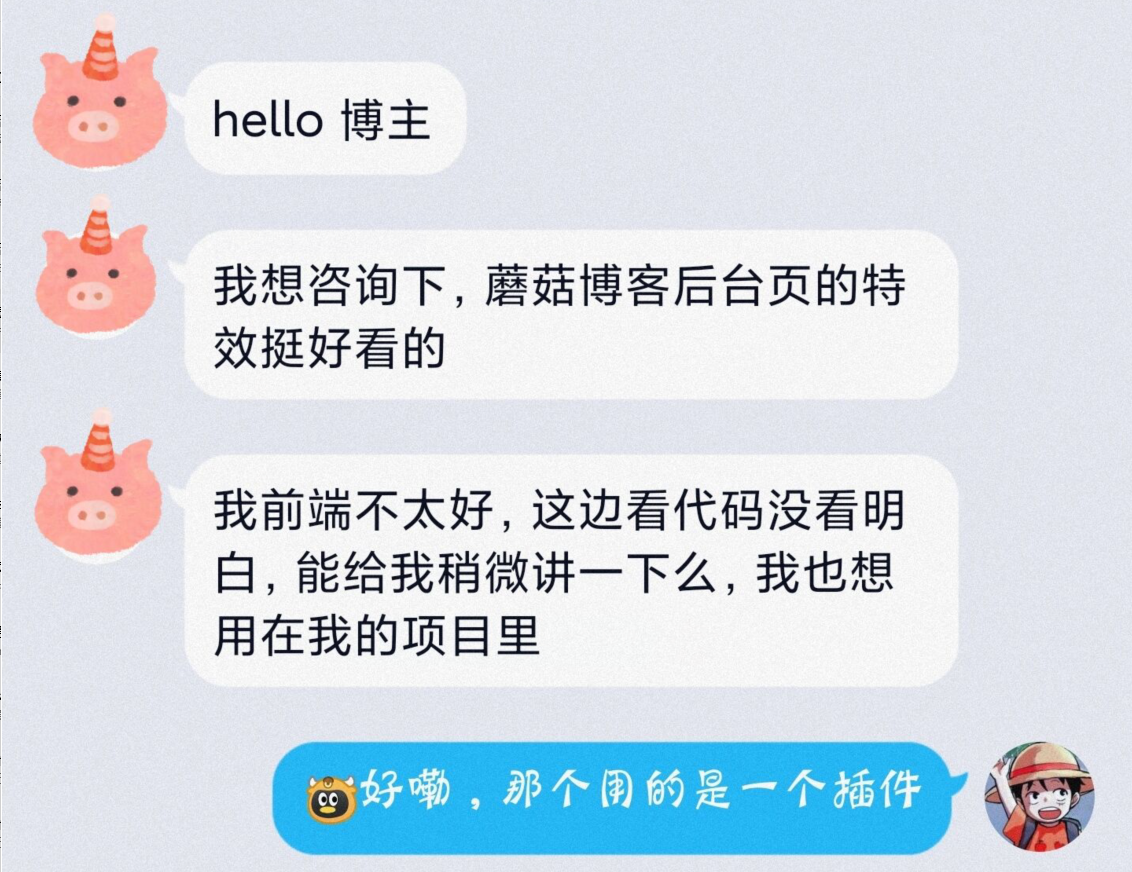 hello 博主
我想咨询下，蘑菇博客后台页的特
效挺好看的
我前端不太好，这边看代码没看明
白，能给我稍微讲一下么，我也想
用在我的项目里
好嘞，那个用的是一个插件